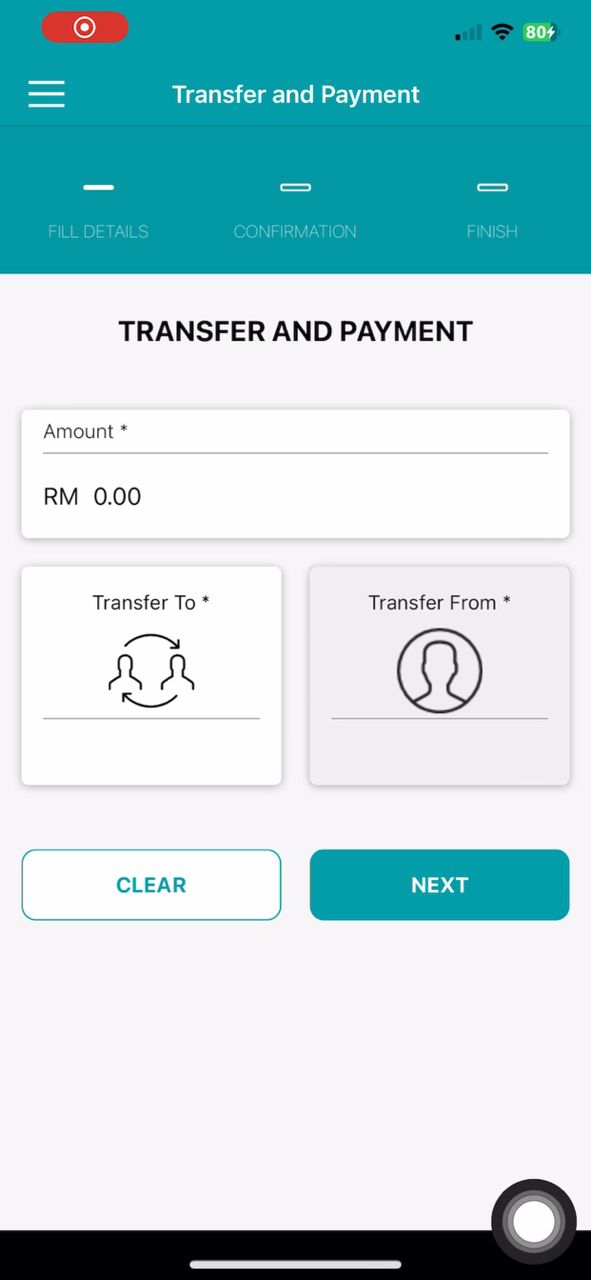 80
Transfer and Payment
FILL DETAILS
CONFIRMATION
FINISH
TRANSFER AND PAYMENT
Amount *
RM 0.00
Transfer To *
Transfer From *
CLEAR
NEXT